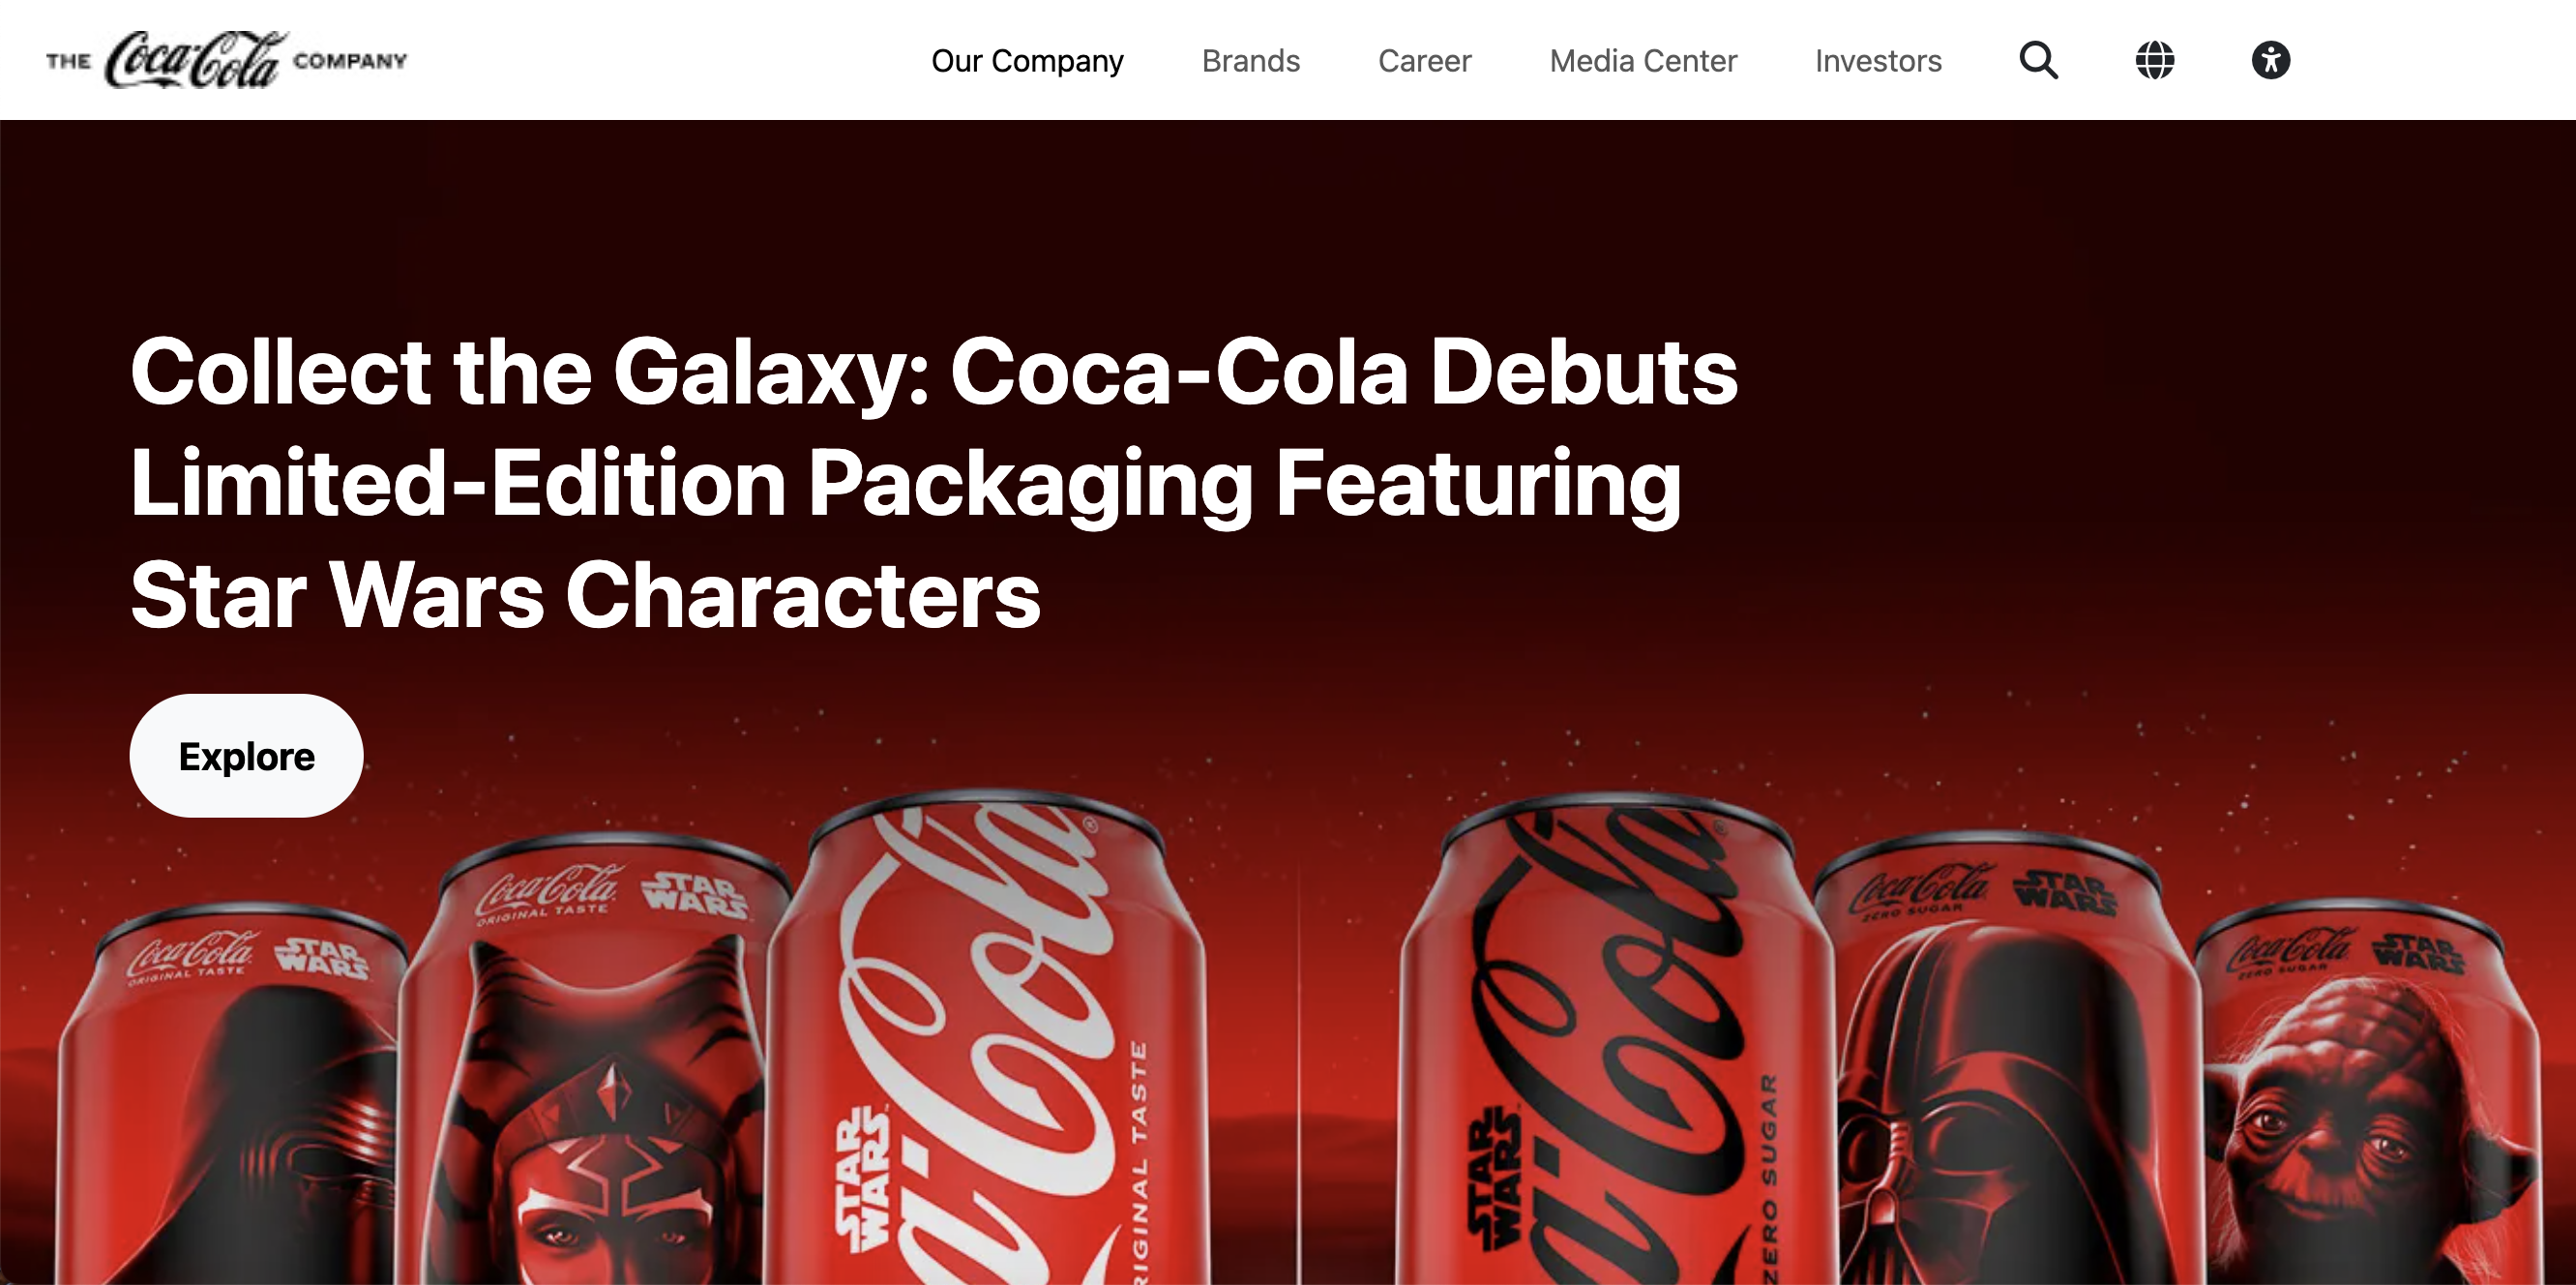 THE Coca-Cola COMPANY
Our Company
Brands
Career
Media Center
Investors
Collect the Galaxy: Coca-Cola Debuts
Limited-Edition Packaging Featuring
Star Wars Characters
Explore
Coca-Cola
ORIGINAL TASTE
STAR
WARS
Coca-Cola
ORIGINAL TASTE
STAR
WARS
a-Cola
STAR
WARS
RIGINAL TASTE
a-Cola
STAR
WARS
ZERO SUGAR
Coca-Cola
ZERO SUGAR
STAR
WARS
Coca-Cola
ZERO SUGAR
STAR
WARS